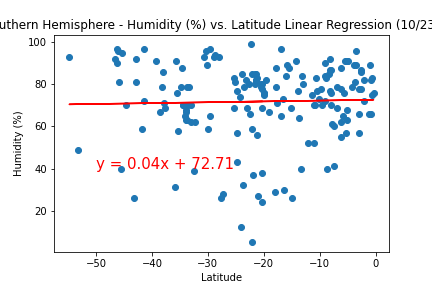 uthern Hemisphere - Humidity (%) vs. Latitude Linear Regression (10/23
100
80
60
40
20
Humidity (%)
y = 0.04x + 72.71
−50 −40 −30 −20 −10 0
Latitude